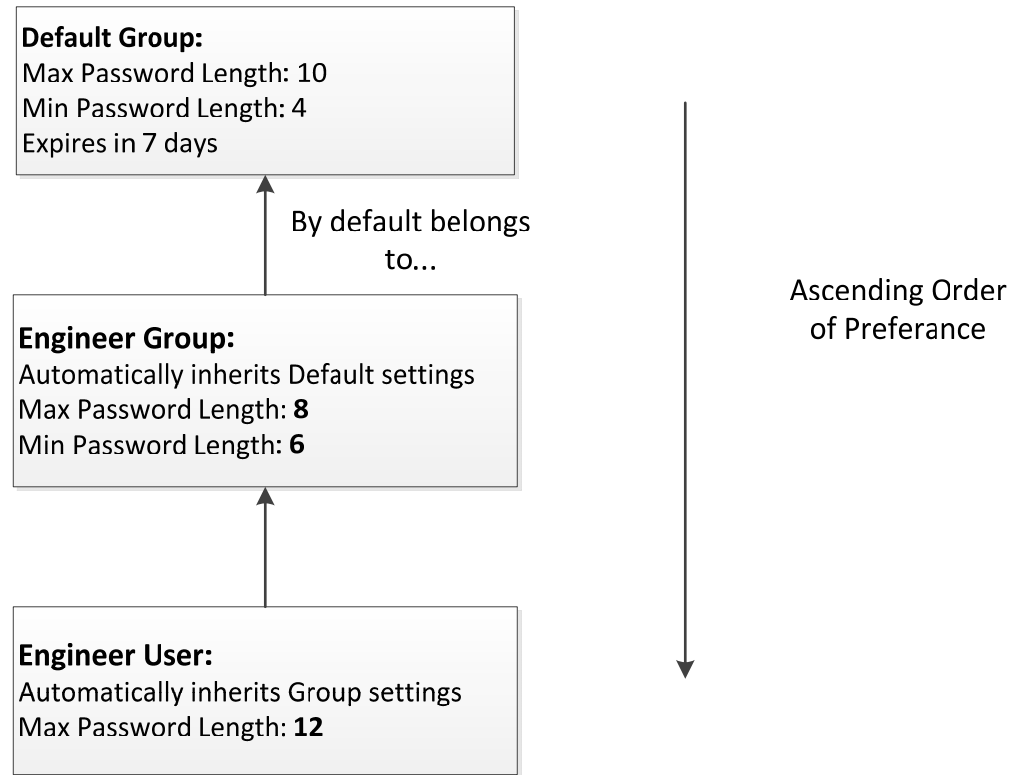 Default Group:
Max Password Length: 10
Min Password Length: 4
Expires in 7 days
By default belongs
to...
Engineer Group:
Automatically inherits Default settings
Max Password Length: 8
Min Password Length: 6
Engineer User:
Automatically inherits Group settings
Max Password Length: 12
Ascending Order
of Preferance